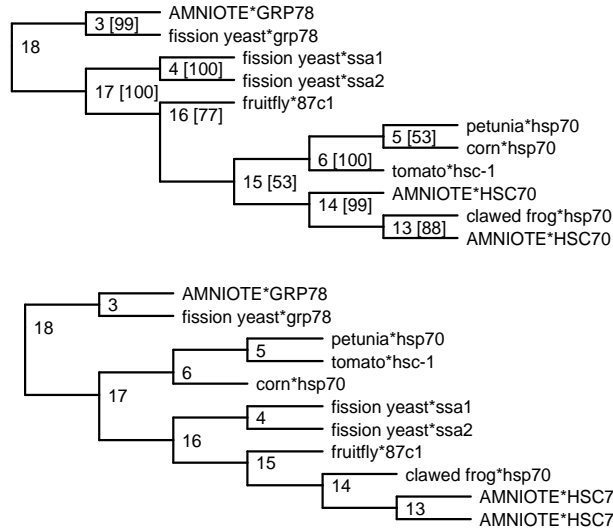 AMNIOTE*GRP78
3 [99]
fission yeast*grp78
18
fission yeast*ssa1
4 [100]
fission yeast*ssa2
17 [100]
fruitfly*87c1
16 [77]
petunia*hsp70
5 [53]
corn*hsp70
6 [100]
tomato*hsc-1
15 [53]
AMNIOTE*HSC70
14 [99]
clawed frog*hsp70
13 [88]
AMNIOTE*HSC70
AMNIOTE*GRP78
3
fission yeast*grp78
18
petunia*hsp70
5
tomato*hsc-1
6
corn*hsp70
17
fission yeast*ssa1
4
fission yeast*ssa2
16
fruitfly*87c1
15
clawed frog*hsp70
14
AMNIOTE*HSC7
13
AMNIOTE*HSC7